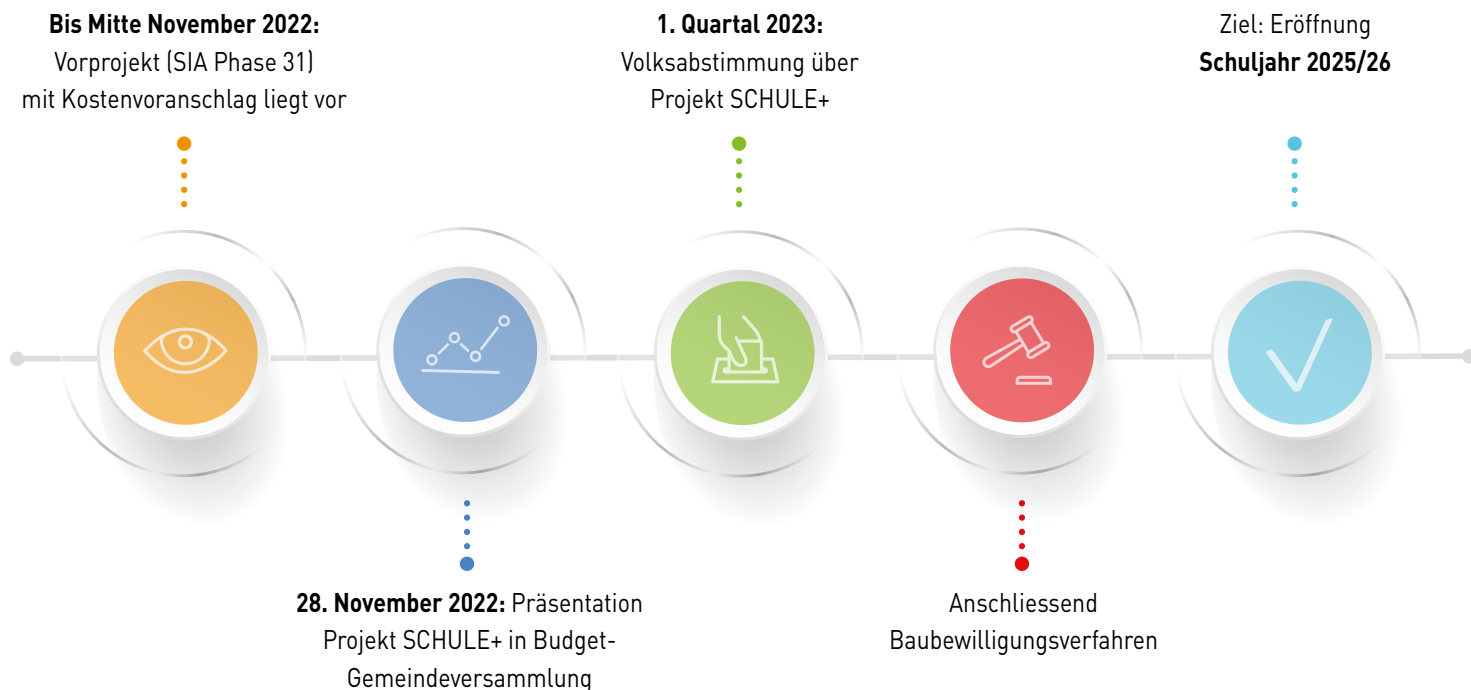 Bis Mitte November 2022:
Vorprojekt (SIA Phase 31)
mit Kostenvoranschlag liegt vor
28. November 2022: Präsentation
Projekt SCHULE+ in Budget-
Gemeindeversammlung
1. Quartal 2023:
Volksabstimmung über
Projekt SCHULE+
Anschliessend
Baubewilligungsverfahren
Ziel: Eröffnung
Schuljahr 2025/26